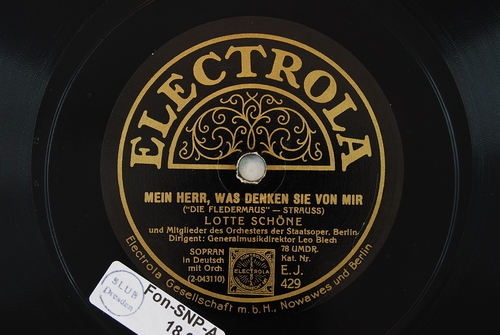 ELECTROLA
MEIN HERR, WAS DENKEN SIE VON MIR
("DIE FLEDERMAUS" — STRAUSS)
LOTTE SCHÖNE
und Mitglieder des Orchesters der Staatsoper. Berlin
Dirigent: Generalmusikdirektor Leo Blech
SOPRAN
in Deutsch
mit Orch.
(2-043110)
ELECTROLA
78 UMDR.
Kat. Nr.
E.J.
429
Electrola Gesellschaft m.b.H., Nowawes und Berlin
SLUB
Dresden
Fon-SNP-A
18